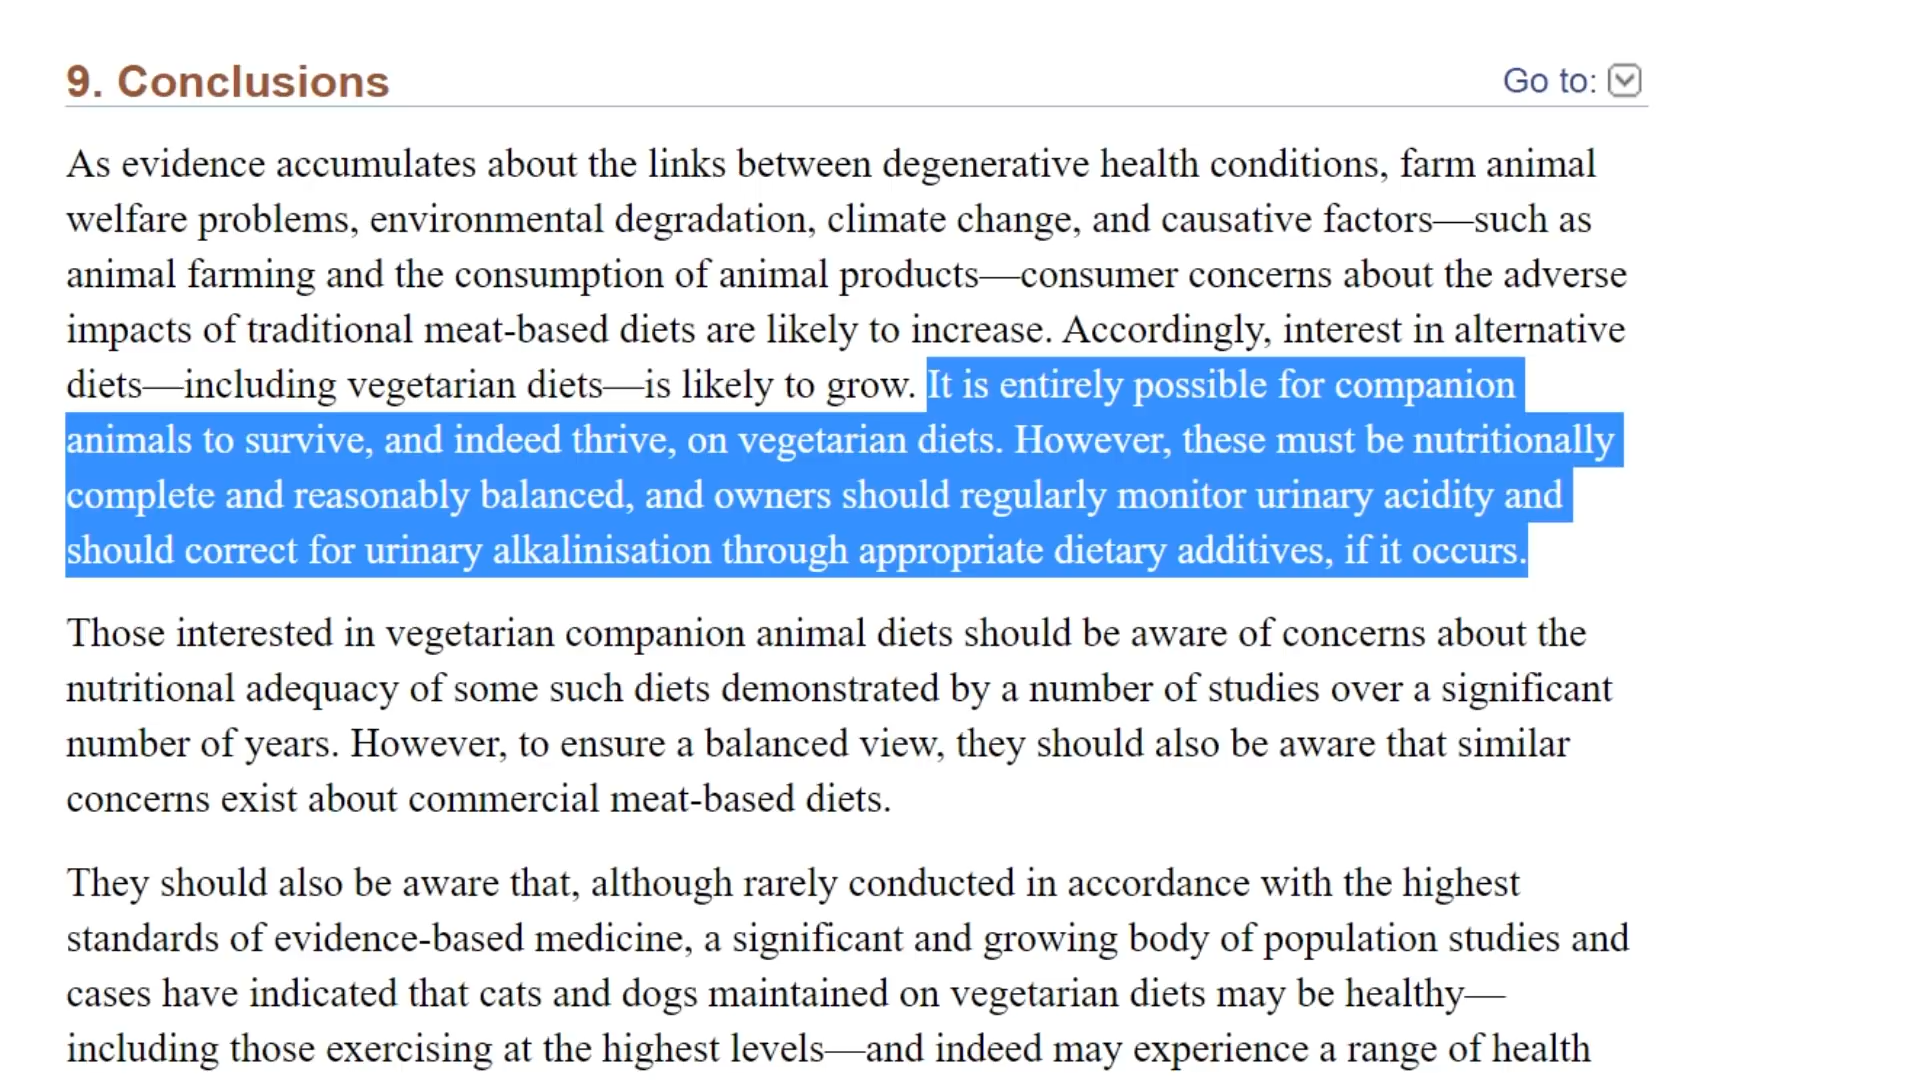 9. Conclusions
Go to:
As evidence accumulates about the links between degenerative health conditions, farm animal
welfare problems, environmental degradation, climate change, and causative factors—such as
animal farming and the consumption of animal products—consumer concerns about the adverse
impacts of traditional meat-based diets are likely to increase. Accordingly, interest in alternative
diets—including vegetarian diets—is likely to grow. It is entirely possible for companion
animals to survive, and indeed thrive, on vegetarian diets. However, these must be nutritionally
complete and reasonably balanced, and owners should regularly monitor urinary acidity and
should correct for urinary alkalinisation through appropriate dietary additives, if it occurs.
Those interested in vegetarian companion animal diets should be aware of concerns about the
nutritional adequacy of some such diets demonstrated by a number of studies over a significant
number of years. However, to ensure a balanced view, they should also be aware that similar
concerns exist about commercial meat-based diets.
They should also be aware that, although rarely conducted in accordance with the highest
standards of evidence-based medicine, a significant and growing body of population studies and
cases have indicated that cats and dogs maintained on vegetarian diets may be healthy—
including those exercising at the highest levels—and indeed may experience a range of health